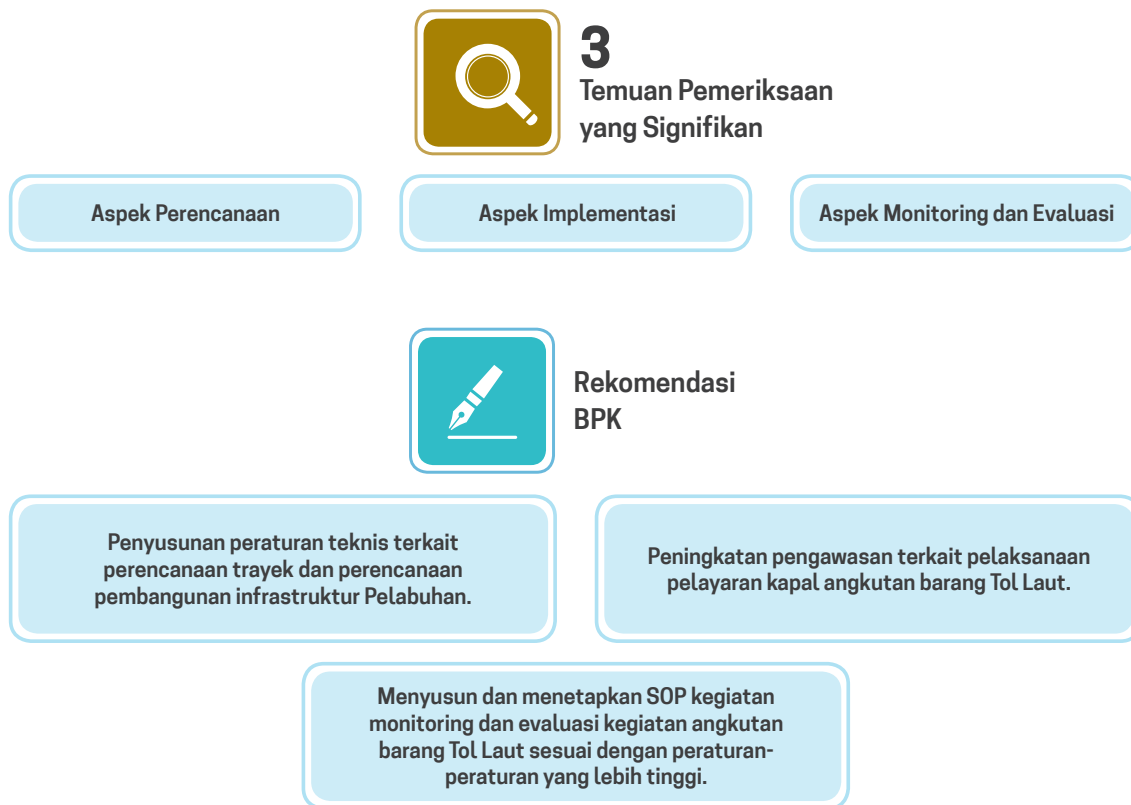 3
Temuan Pemeriksaan
yang Signifikan
Aspek Perencanaan
Aspek Implementasi
Aspek Monitoring dan Evaluasi
Rekomendasi
BPK
Penyusunan peraturan teknis terkait
perencanaan trayek dan perencanaan
pembangunan infrastruktur Pelabuhan.
Peningkatan pengawasan terkait pelaksanaan
pelayaran kapal angkutan barang Tol Laut.
Menyusun dan menetapkan SOP kegiatan
monitoring dan evaluasi kegiatan angkutan
barang Tol Laut sesuai dengan peraturan-
peraturan yang lebih tinggi.